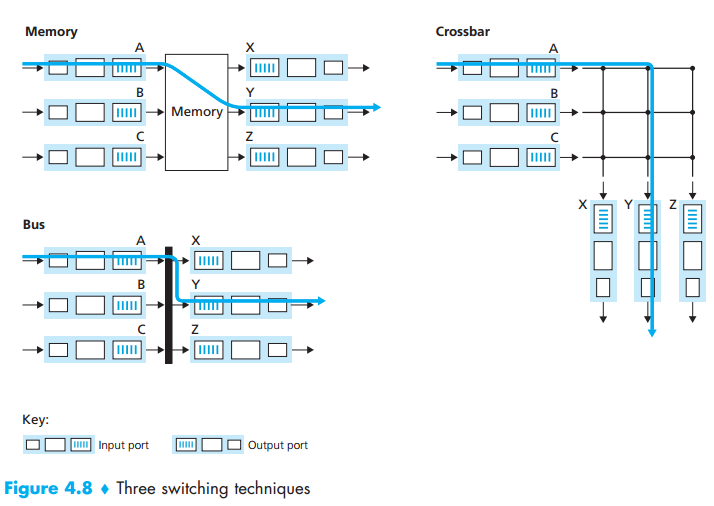 Memory
A
X
B
Y
Memory
C
Z
Crossbar
A
B
C
X
Y
Z
Bus
A
X
B
Y
C
Z
Key:
Input port
Output port
Figure 4.8 ♦ Three switching techniques